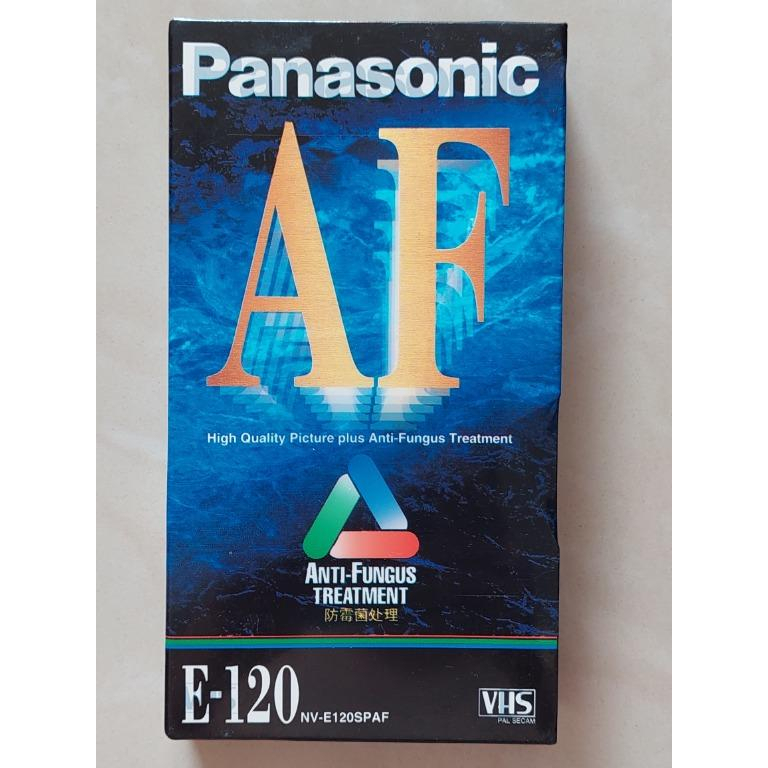 Panasonic
AF
High Quality Picture plus Anti-Fungus Treatment
ANTI-FUNGUS
TREATMENT
防霉菌处理
E-120 NV-E120SPAF
VHS
PAL SECAM